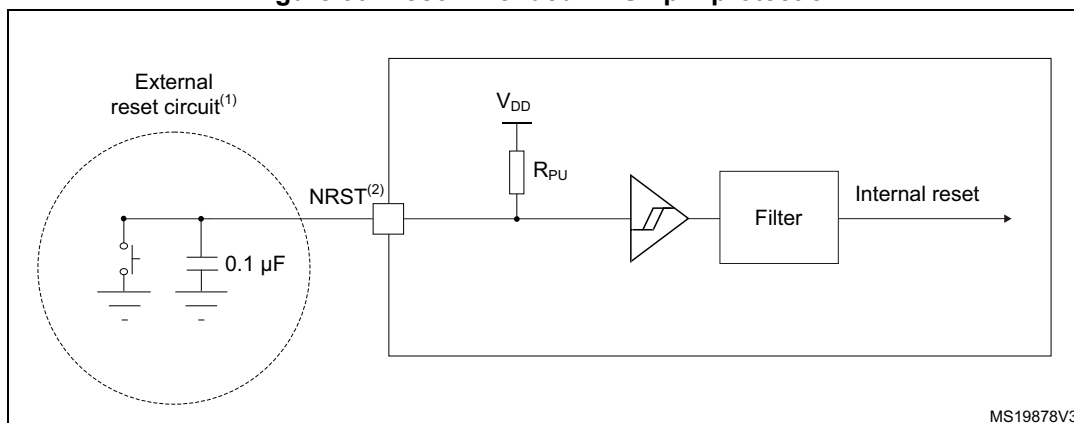 External
reset circuit(1)
VDD
RPU
NRST(2)
Filter
Internal reset
0.1 µF
MS19878V3